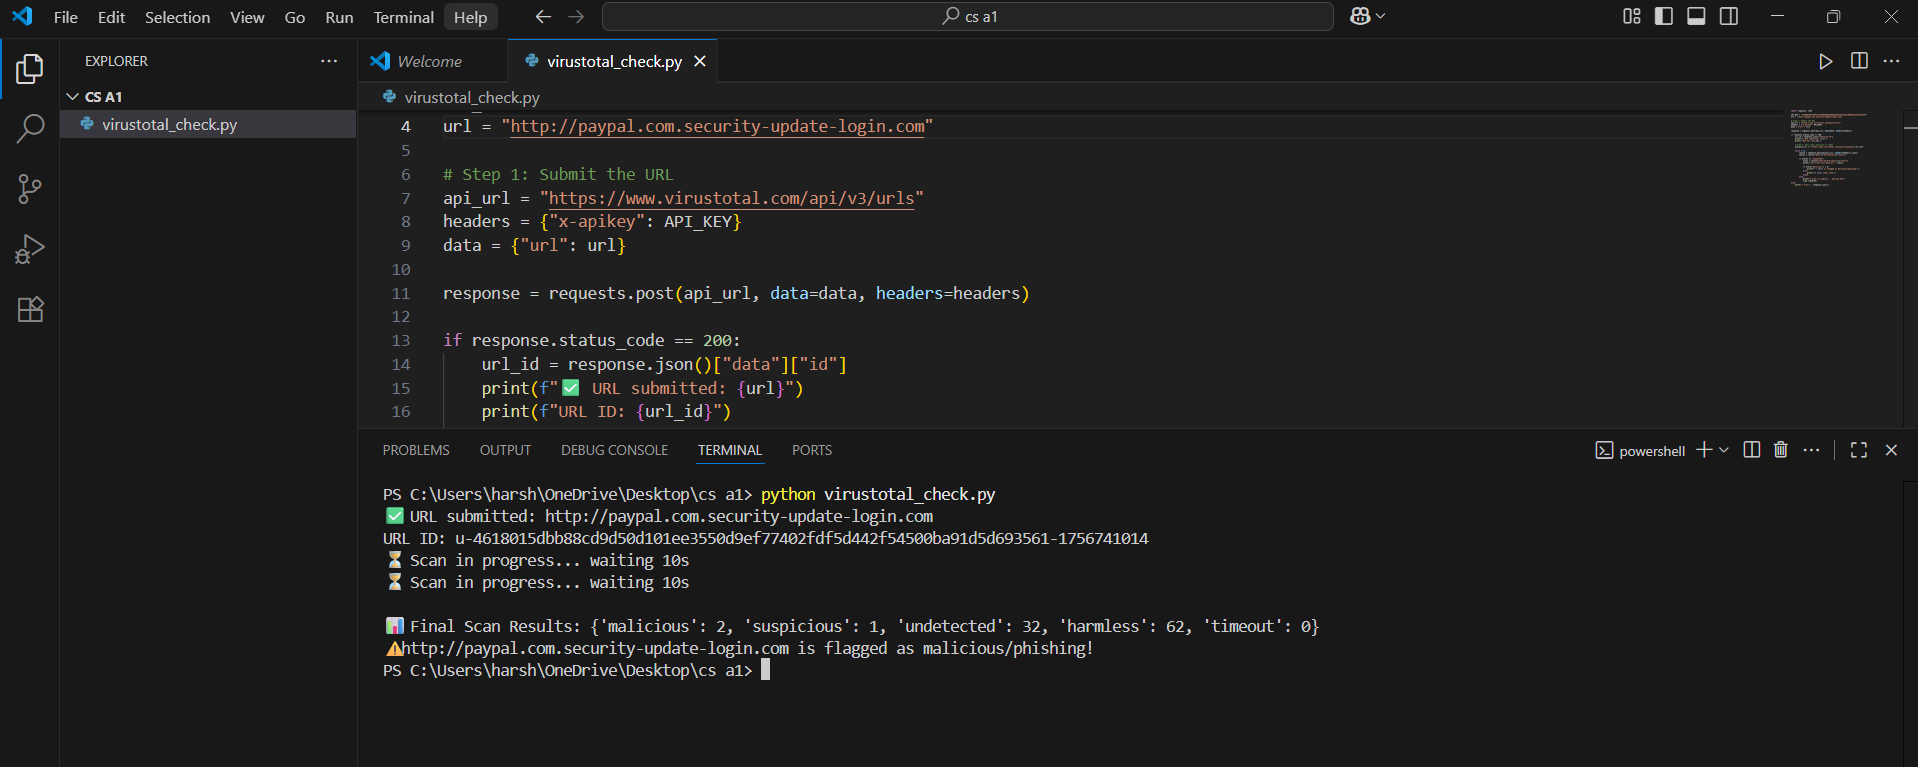 File Edit Selection View Go Run Terminal Help
cs a1
EXPLORER
CS A1
virustotal_check.py
Welcome
virustotal_check.py
virustotal_check.py
4 url = "http://paypal.com.security-update-login.com"
5
6 # Step 1: Submit the URL
7 api_url = "https://www.virustotal.com/api/v3/urls"
8 headers = {"x-apikey": API_KEY}
9 data = {"url": url}
10
11 response = requests.post(api_url, data=data, headers=headers)
12
13 if response.status_code == 200:
14 url_id = response.json()["data"]["id"]
15 print(f"✅ URL submitted: {url}")
16 print(f"URL ID: {url_id}")
PROBLEMS OUTPUT DEBUG CONSOLE TERMINAL PORTS
powershell
PS C:\Users\harsh\OneDrive\Desktop\cs a1> python virustotal_check.py
✅ URL submitted: http://paypal.com.security-update-login.com
URL ID: u-4618015dbb88cd9d50d101ee3550d9ef77402fdf5d442f54500ba91d5d693561-1756741014
⏳ Scan in progress... waiting 10s
⏳ Scan in progress... waiting 10s
📊 Final Scan Results: {'malicious': 2, 'suspicious': 1, 'undetected': 32, 'harmless': 62, 'timeout': 0}
⚠️http://paypal.com.security-update-login.com is flagged as malicious/phishing!
PS C:\Users\harsh\OneDrive\Desktop\cs a1>